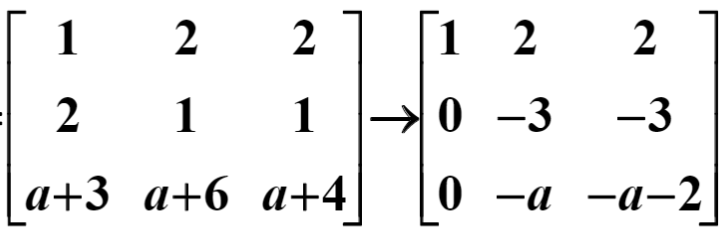 = [ 1 2 2 ] → [ 1 2 2 ]
[ 2 1 1 ] [ 0 −3 −3 ]
[ a+3 a+6 a+4 ] [ 0 −a −a−2 ]